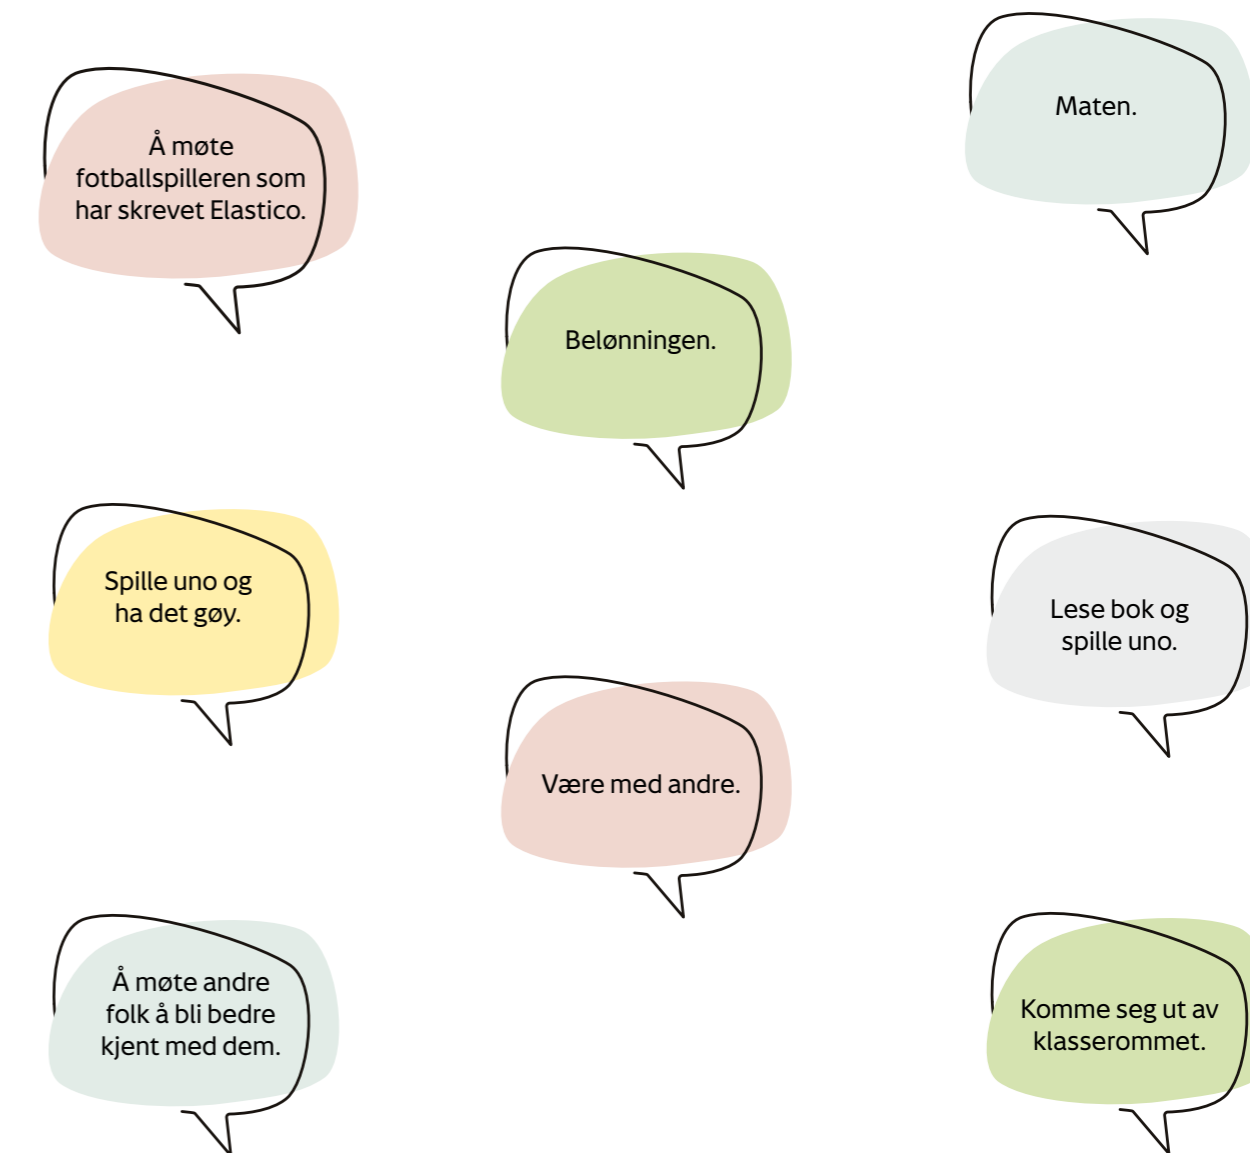 Å møte
fotballspilleren som
har skrevet Elastico.
Maten.
Belønningen.
Spille uno og
ha det gøy.
Lese bok og
spille uno.
Være med andre.
Å møte andre
folk å bli bedre
kjent med dem.
Komme seg ut av
klasserommet.